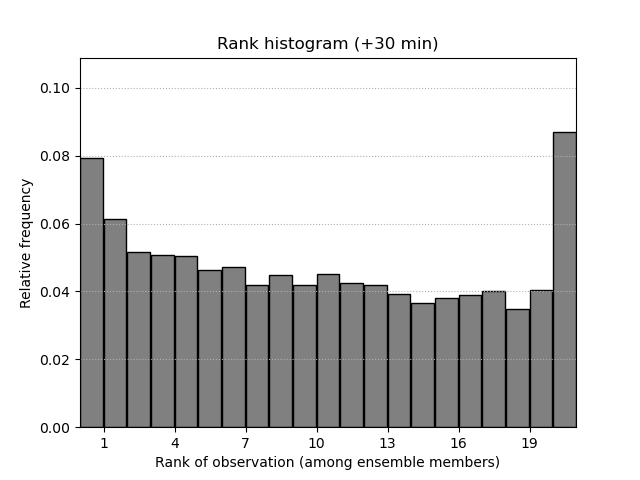 Rank histogram (+30 min)
0.10
0.08
0.06
0.04
0.02
0.00
Relative frequency
1 4 7 10 13 16 19
Rank of observation (among ensemble members)